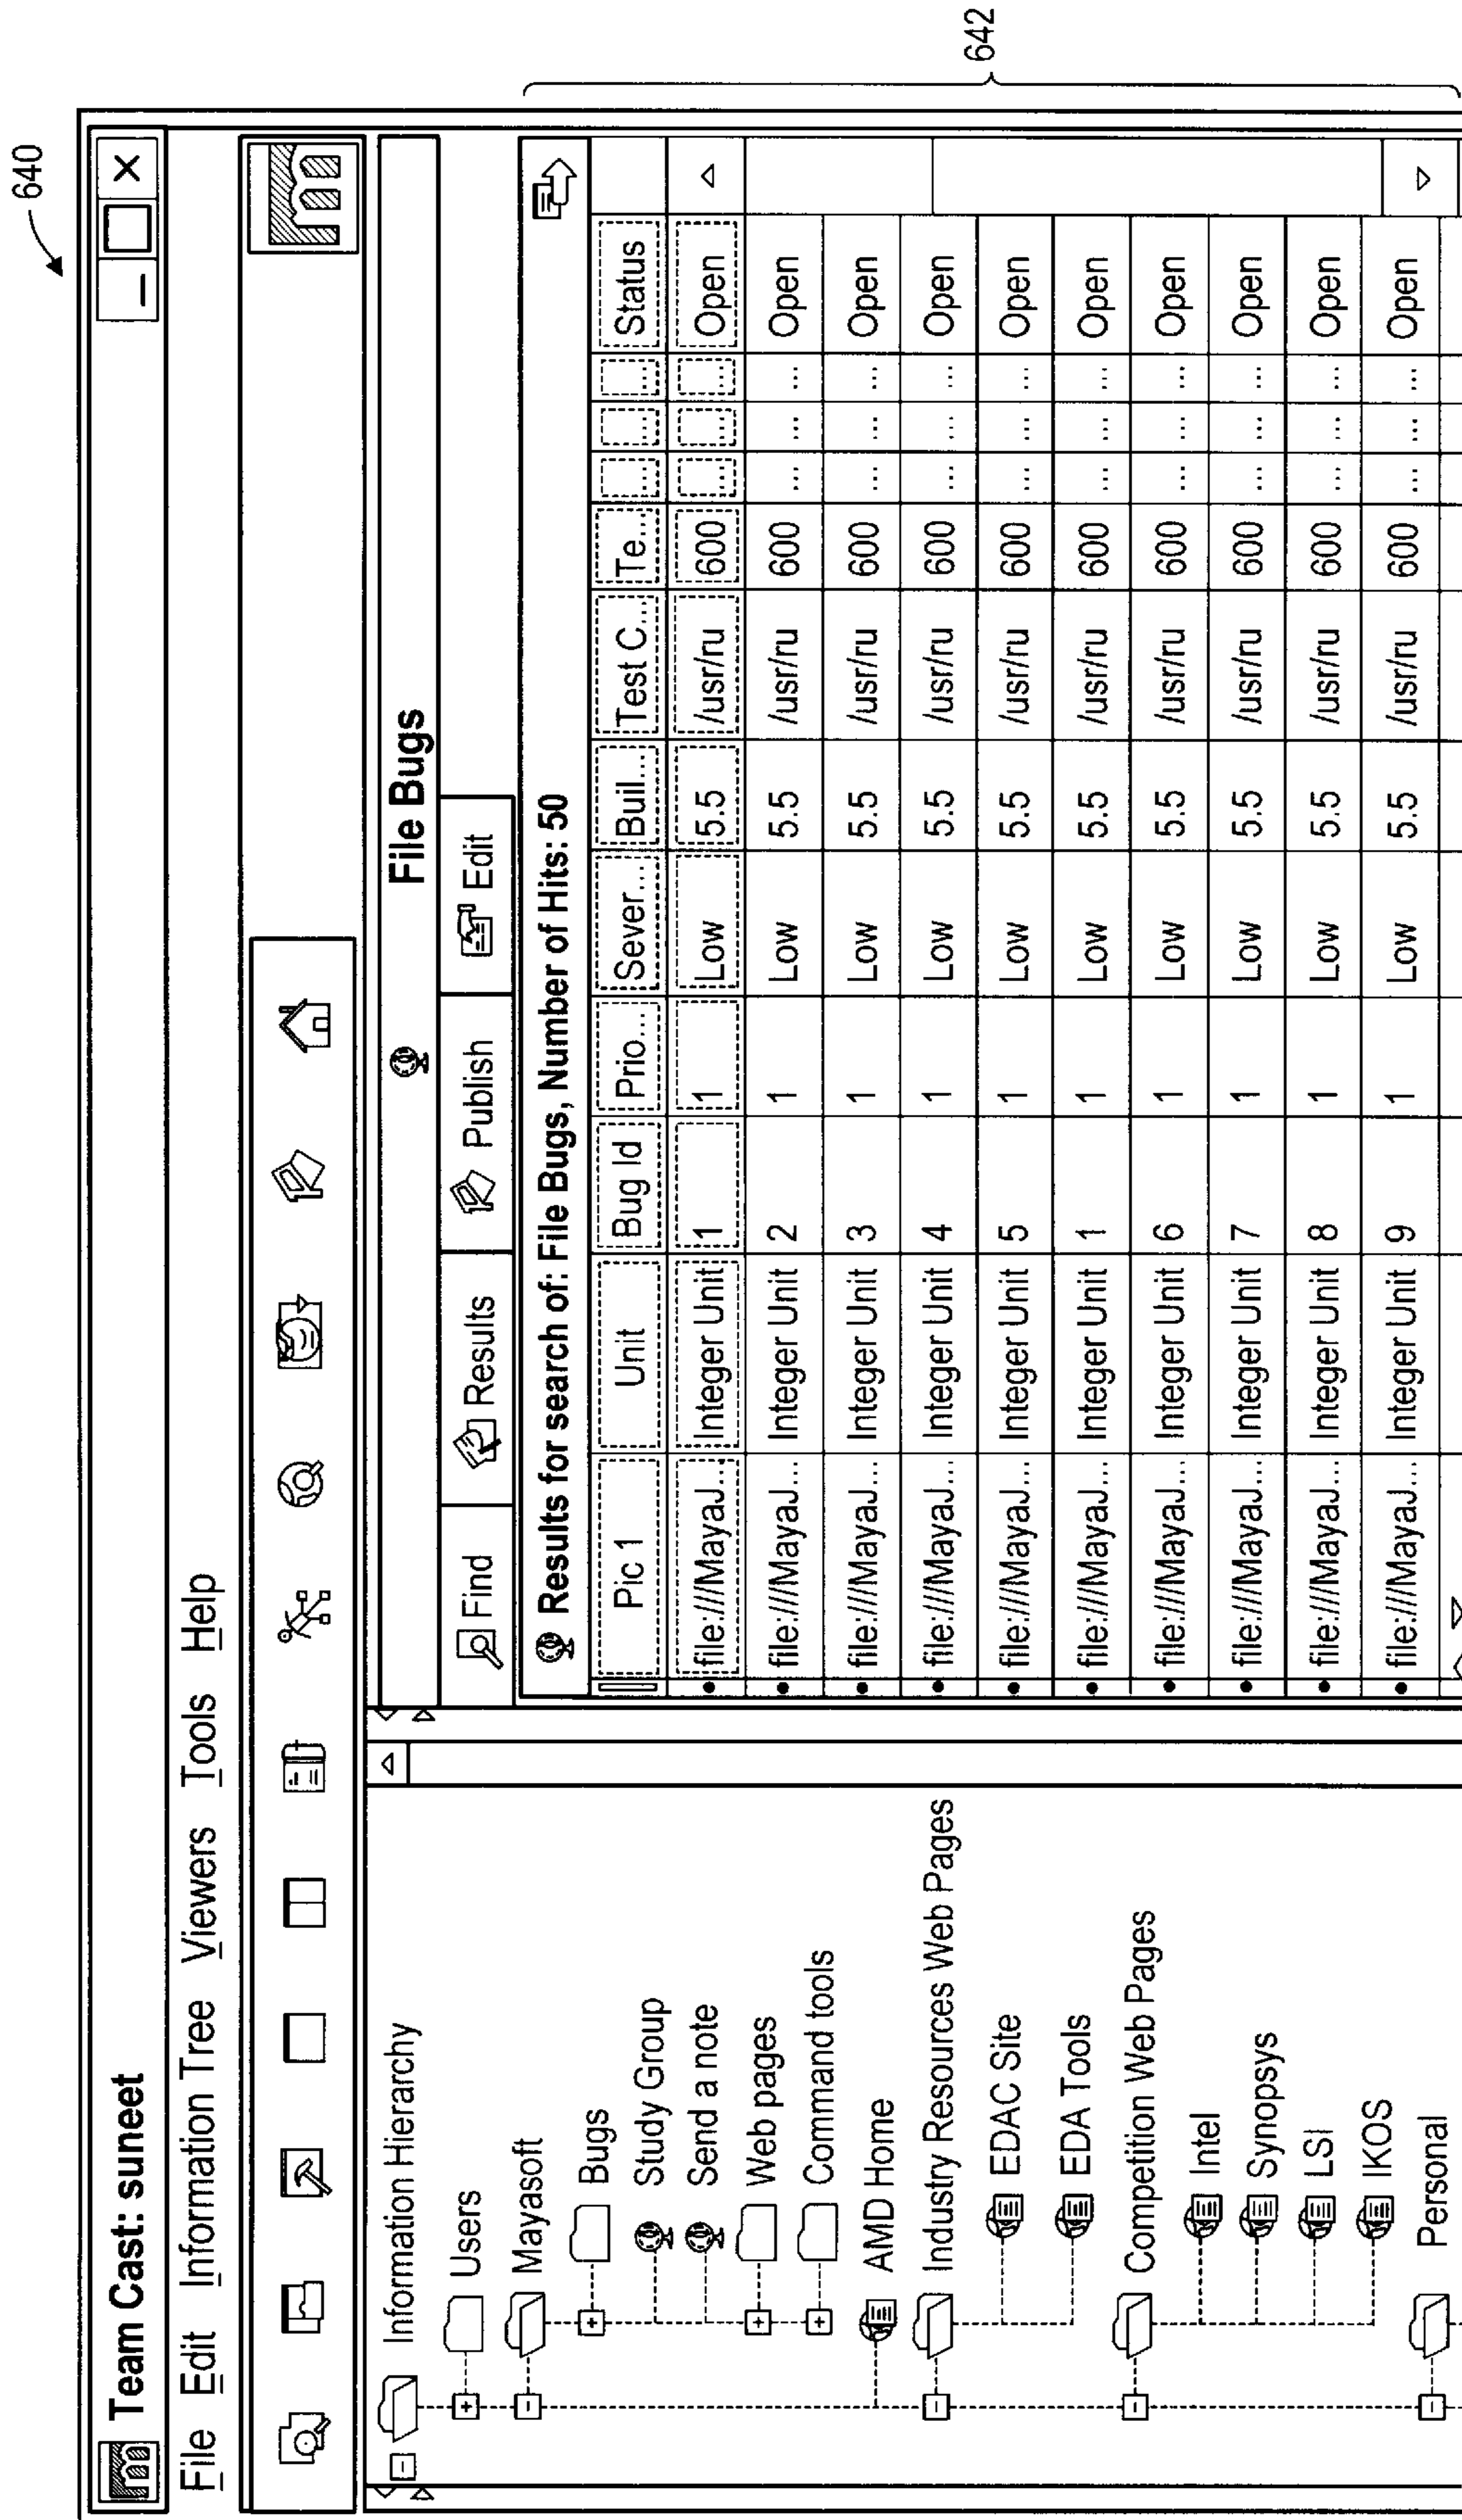 640
Team Cast: suneet
File Edit Information Tree Viewers Tools Help
Information Hierarchy
Users
Mayasoft
Bugs
Study Group
Send a note
Web pages
Command tools
AMD Home
Industry Resources Web Pages
EDAC Site
EDA Tools
Competition Web Pages
Intel
Synopsys
LSI
IKOS
Personal
File Bugs
Find Results Publish Edit
Results for search of: File Bugs, Number of Hits: 50
Pic 1 Unit Bug Id Prio... Sever... Buil... Test C... Te... ... ... ... Status
file:///MayaJ... Integer Unit 1 1 Low 5.5 /usr/ru 600 ... ... ... Open
file:///MayaJ... Integer Unit 2 1 Low 5.5 /usr/ru 600 ... ... ... Open
file:///MayaJ... Integer Unit 3 1 Low 5.5 /usr/ru 600 ... ... ... Open
file:///MayaJ... Integer Unit 4 1 Low 5.5 /usr/ru 600 ... ... ... Open
file:///MayaJ... Integer Unit 5 1 Low 5.5 /usr/ru 600 ... ... ... Open
file:///MayaJ... Integer Unit 1 1 Low 5.5 /usr/ru 600 ... ... ... Open
file:///MayaJ... Integer Unit 6 1 Low 5.5 /usr/ru 600 ... ... ... Open
file:///MayaJ... Integer Unit 7 1 Low 5.5 /usr/ru 600 ... ... ... Open
file:///MayaJ... Integer Unit 8 1 Low 5.5 /usr/ru 600 ... ... ... Open
file:///MayaJ... Integer Unit 9 1 Low 5.5 /usr/ru 600 ... ... ... Open
642